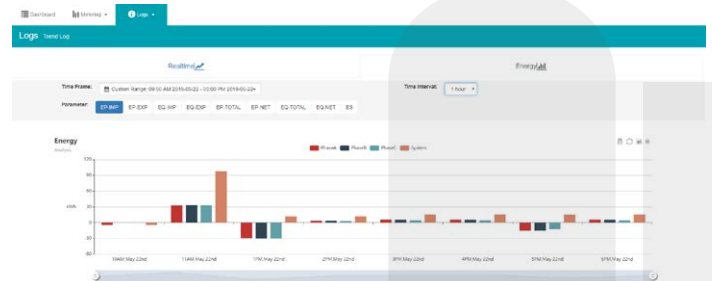 Dashboard Metering Logs
Logs Trend Log
Realtime Energy
Time Frame: Custom Range: 09:00 AM 2018-05-22 - 05:00 PM 2018-05-22 Time Interval: 1 hour
Parameter: EP-IMP EP-EXP EQ-IMP EQ-EXP EP-TOTAL EP-NET EQ-TOTAL EQ-NET ES
Energy
Analysis
PhaseA PhaseB PhaseC System
120
90
60
kWh 30
0
-30
-60
10AM May 22nd 11AM May 22nd 1PM May 22nd 2PM May 22nd 3PM May 22nd 4PM May 22nd 5PM May 22nd 6PM May 22nd